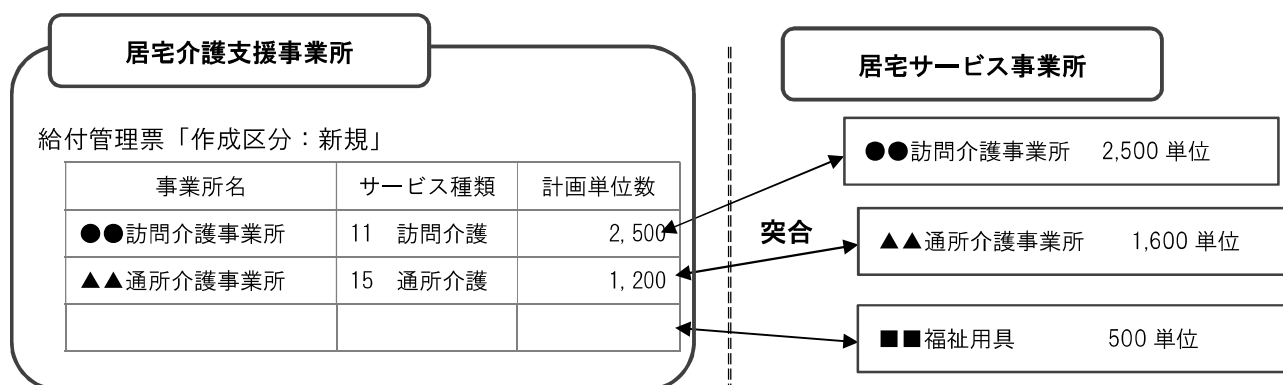 居宅介護支援事業所
居宅サービス事業所
給付管理票「作成区分：新規」
事業所名 サービス種類 計画単位数
●●訪問介護事業所 11 訪問介護 2,500
▲▲通所介護事業所 15 通所介護 1,200
突合
●●訪問介護事業所 2,500 単位
▲▲通所介護事業所 1,600 単位
■■福祉用具 500 単位